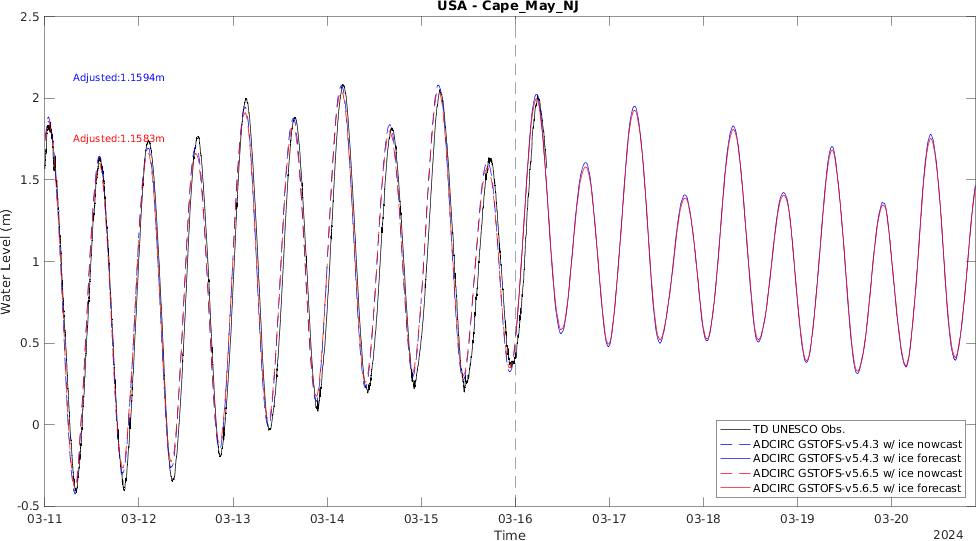 USA - Cape_May_NJ
2.5
2
1.5
1
0.5
0
-0.5
Water Level (m)
Adjusted:1.1594m
Adjusted:1.1583m
TD UNESCO Obs.
ADCIRC GSTOFS-v5.4.3 w/ ice nowcast
ADCIRC GSTOFS-v5.4.3 w/ ice forecast
ADCIRC GSTOFS-v5.6.5 w/ ice nowcast
ADCIRC GSTOFS-v5.6.5 w/ ice forecast
03-11 03-12 03-13 03-14 03-15 03-16 03-17 03-18 03-19 03-20
Time
2024